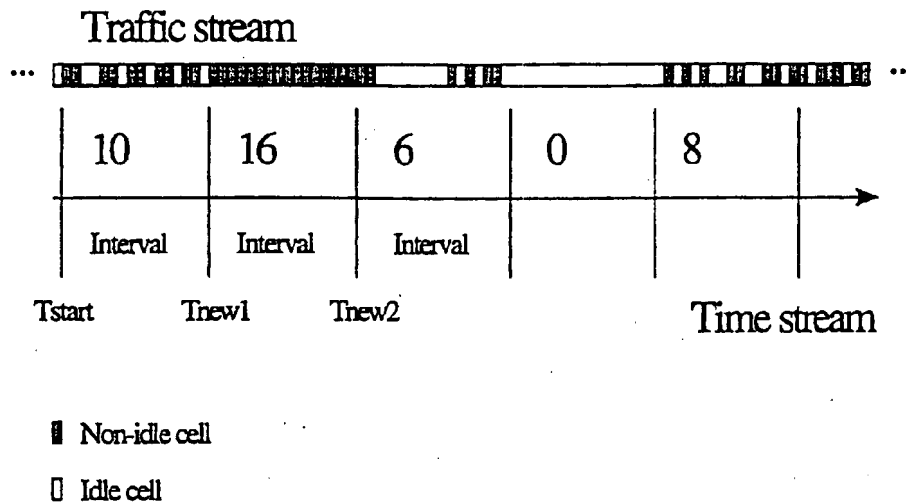 Traffic stream
... ..
10 16 6 0 8
Interval Interval Interval
Tstart Tnew1 Tnew2
Time stream
Non-idle cell
Idle cell